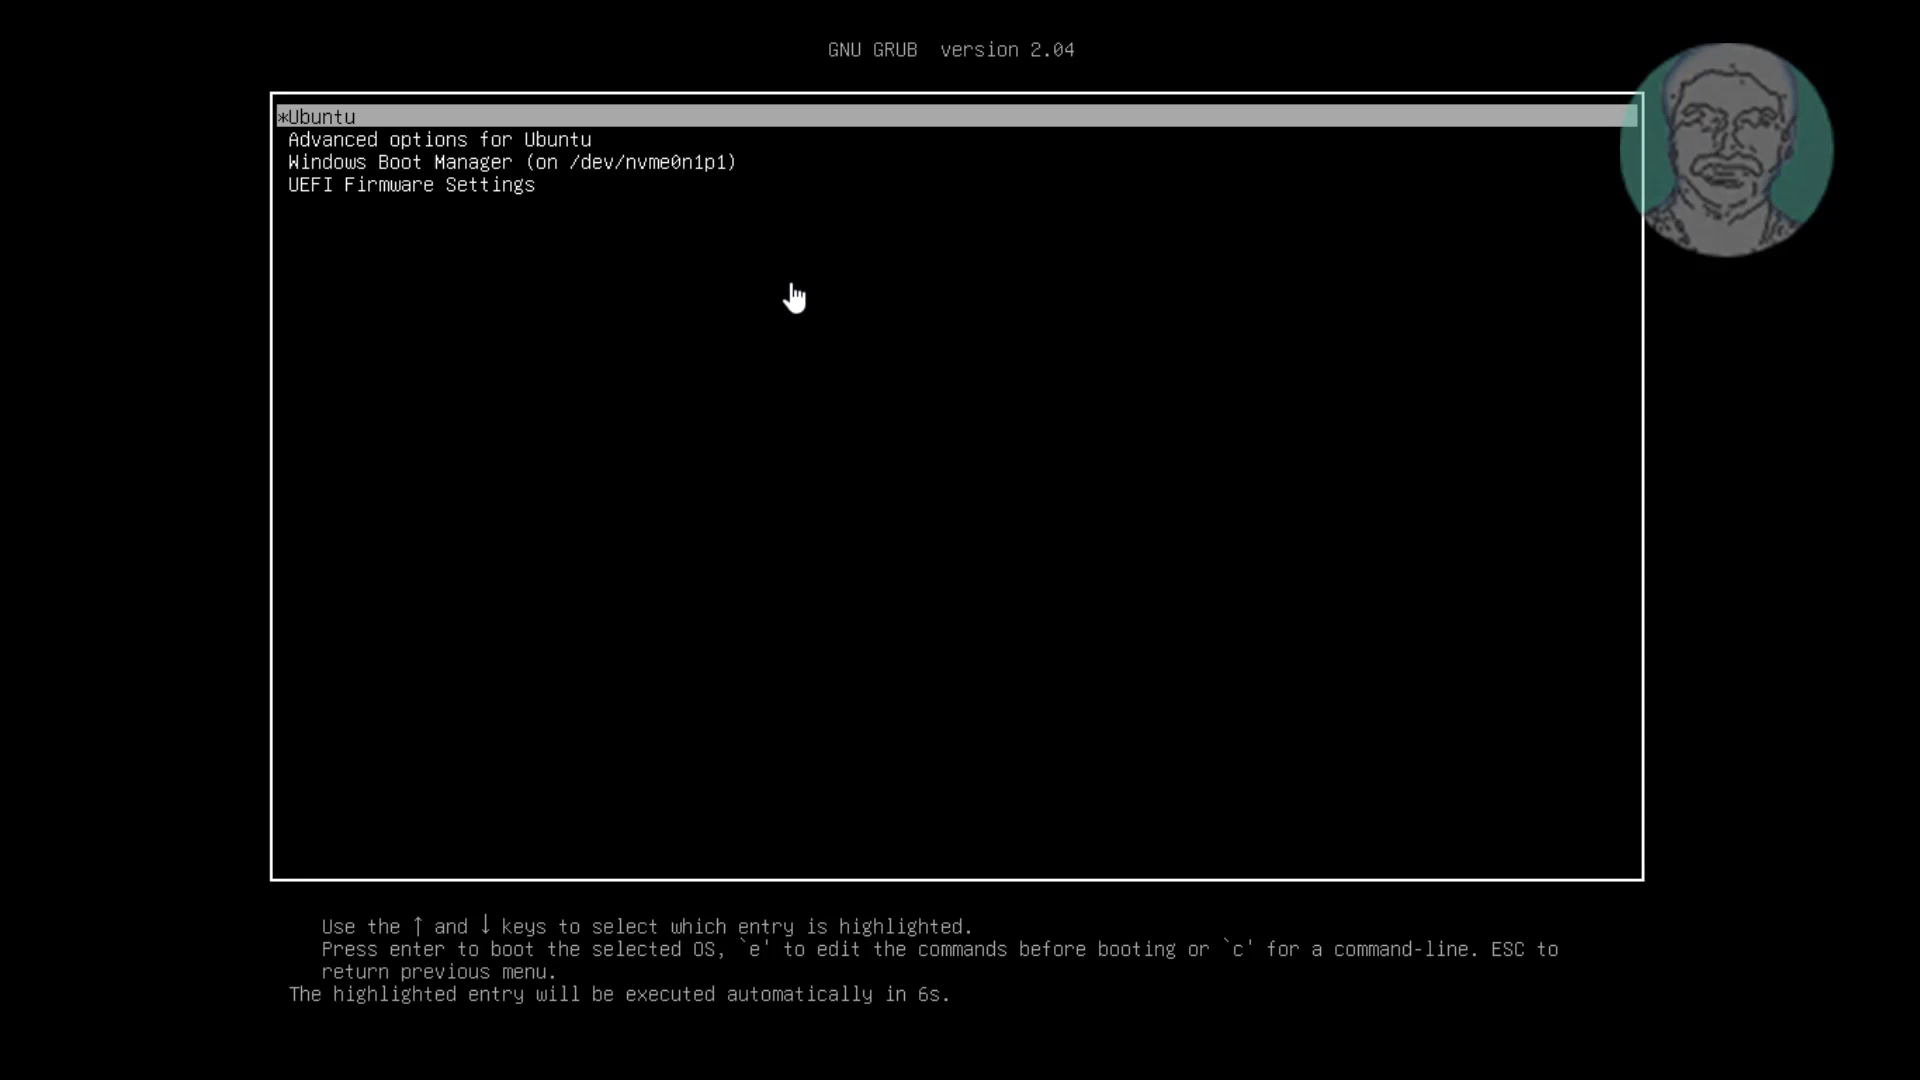 GNU GRUB  version 2.04
*Ubuntu
Advanced options for Ubuntu
Windows Boot Manager (on /dev/nvme0n1p1)
UEFI Firmware Settings
Use the ↑ and ↓ keys to select which entry is highlighted.
Press enter to boot the selected OS, `e' to edit the commands before booting or `c' for a command-line. ESC to
return previous menu.
The highlighted entry will be executed automatically in 6s.